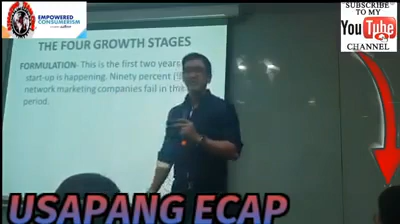 EMPOWERED
CONSUMERISM
SUBSCRIBE
TO MY
YouTube
CHANNEL
THE FOUR GROWTH STAGES
FORMULATION- This is the first two years
start-up is happening. Ninety percent
network marketing companies fail in this
period.
USAPANG ECAP